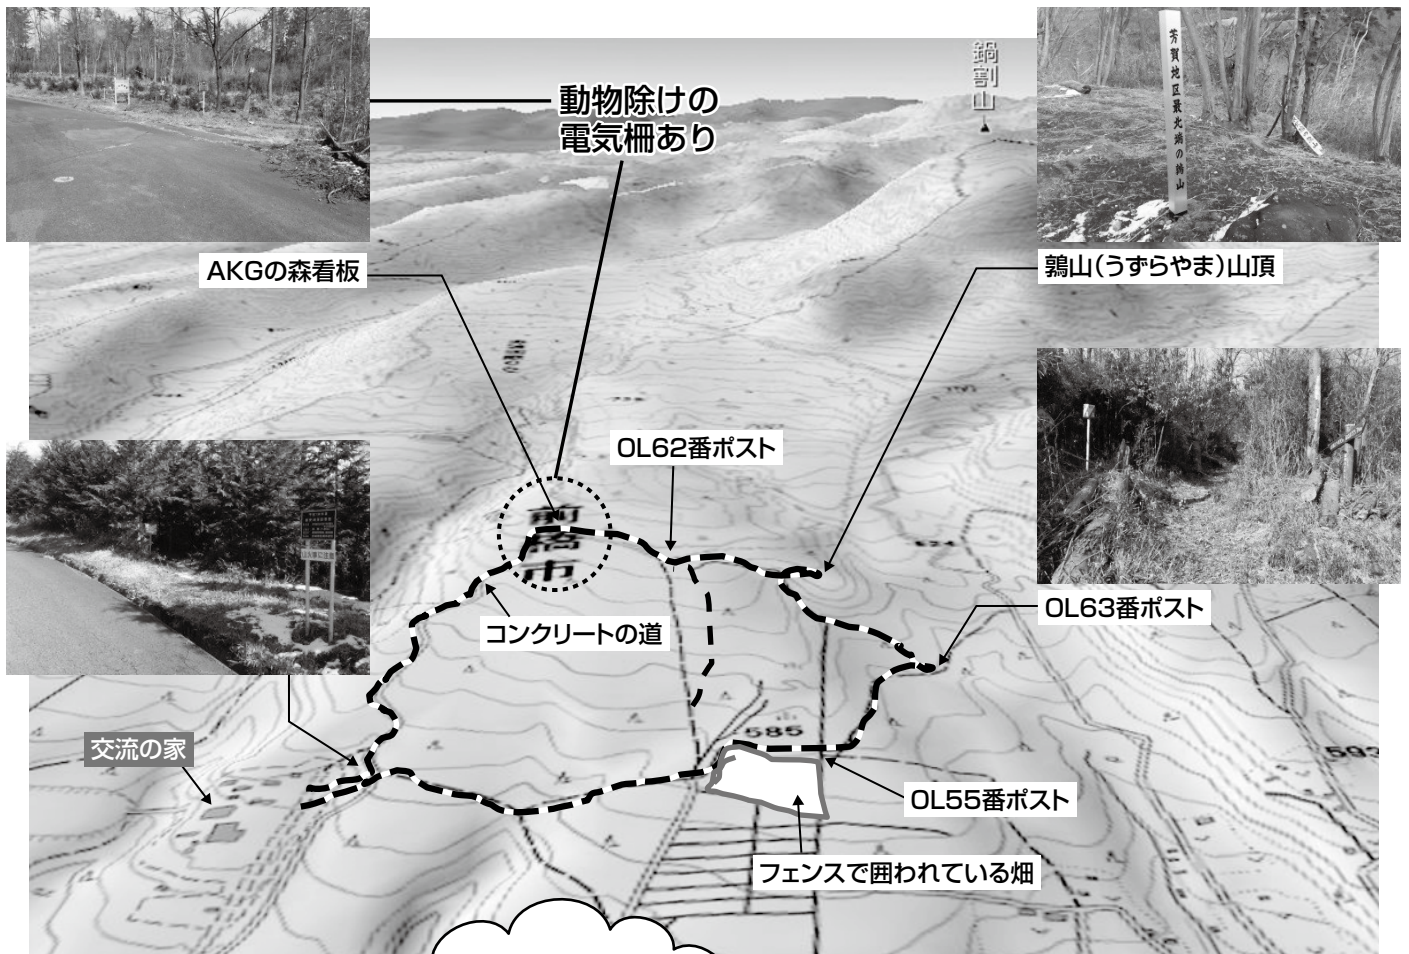 鍋割山
動物除けの
電気柵あり
芳賀地区最北端の鶉山
AKGの森看板
鶉山(うずらやま)山頂
OL62番ポスト
前橋市
624
コンクリートの道
OL63番ポスト
585
593
交流の家
OL55番ポスト
フェンスで囲われている畑